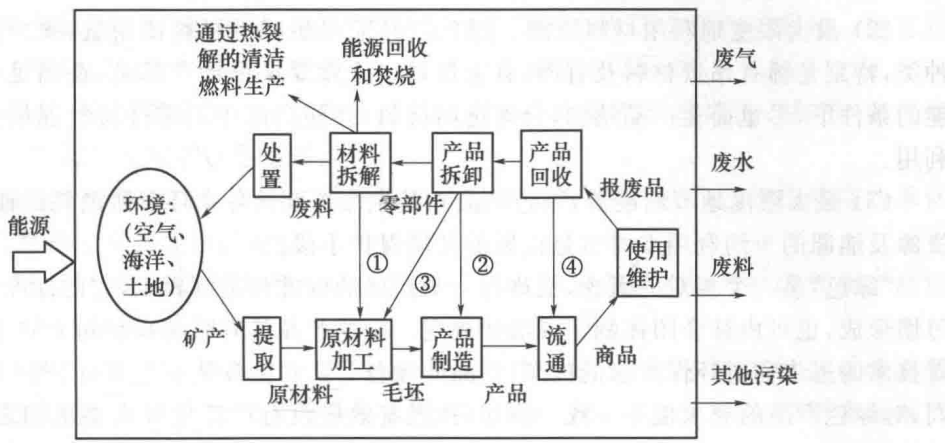 通过热裂
解的清洁
燃料生产
能源回收
和焚烧
废气
处置
材料
拆解
产品
拆卸
产品
回收
废水
废料
零部件
报废品
能源
环境:
(空气、
海洋、
土地)
①
③
②
④
使用
维护
废料
矿产
提取
原材料
加工
产品
制造
流通
商品
原材料
毛坯
产品
其他污染